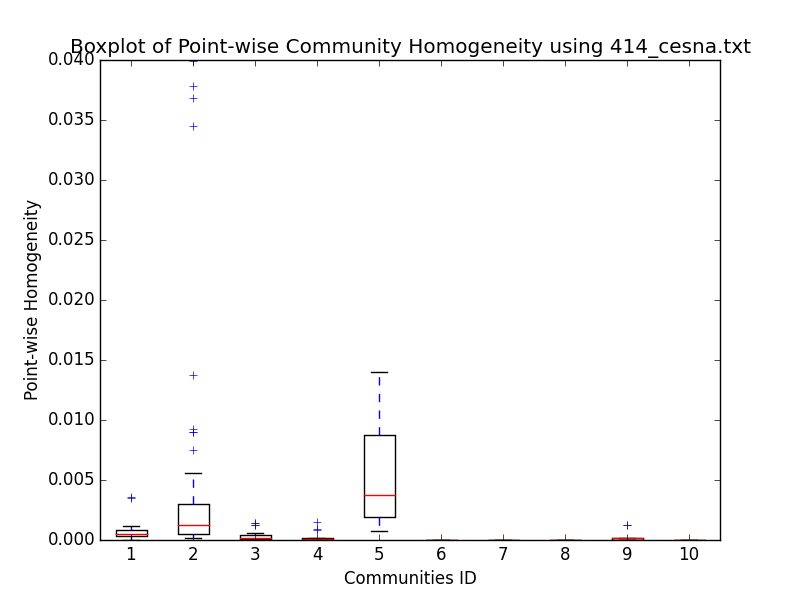 Boxplot of Point-wise Community Homogeneity using 414_cesna.txt
0.040
0.035
0.030
0.025
0.020
0.015
0.010
0.005
0.000
Point-wise Homogeneity
1 2 3 4 5 6 7 8 9 10
Communities ID